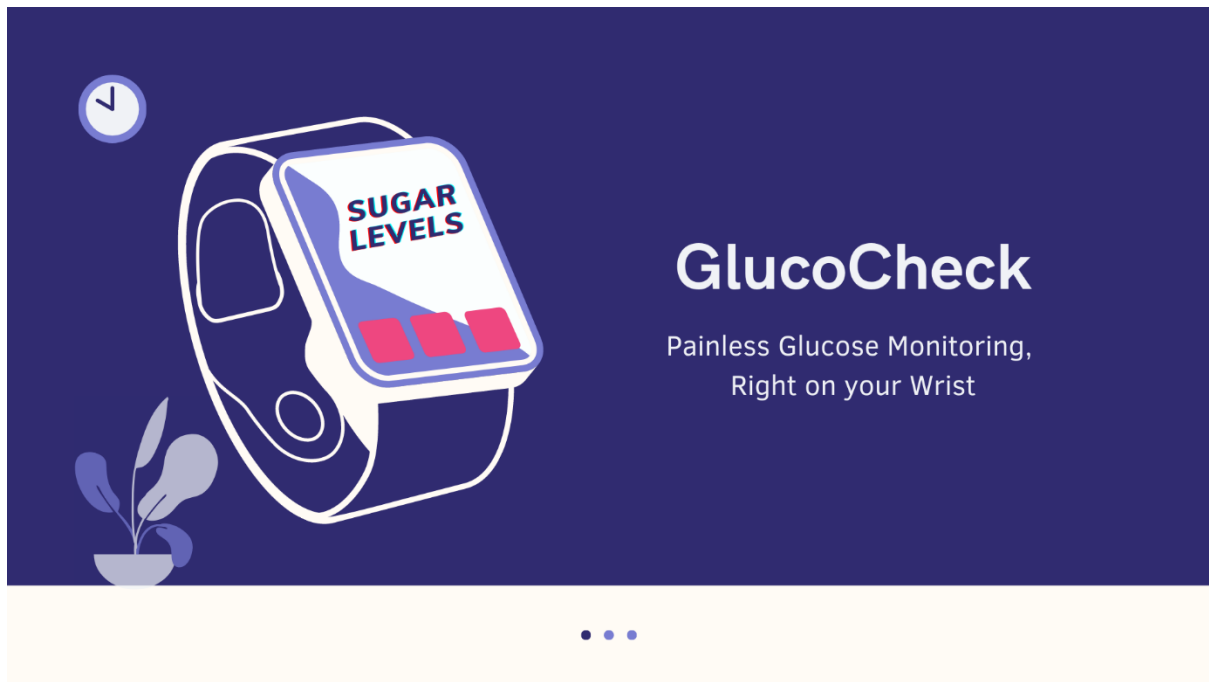 SUGAR
LEVELS
GlucoCheck
Painless Glucose Monitoring,
Right on your Wrist